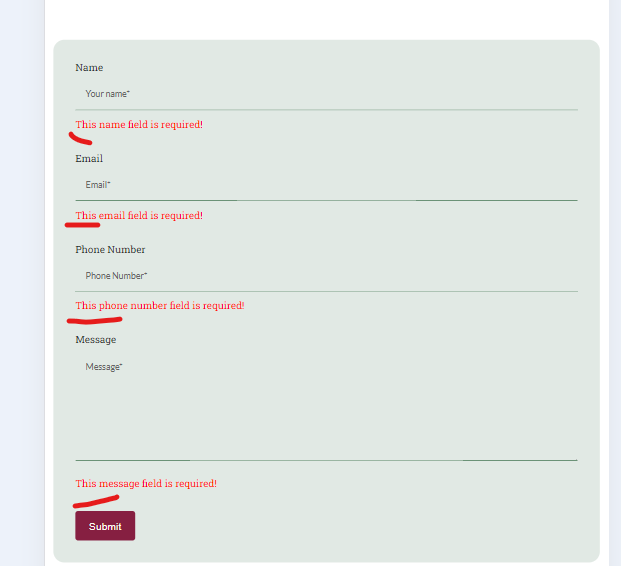 Name
Your name*
This name field is required!
Email
Email*
This email field is required!
Phone Number
Phone Number*
This phone number field is required!
Message
Message*
This message field is required!
Submit